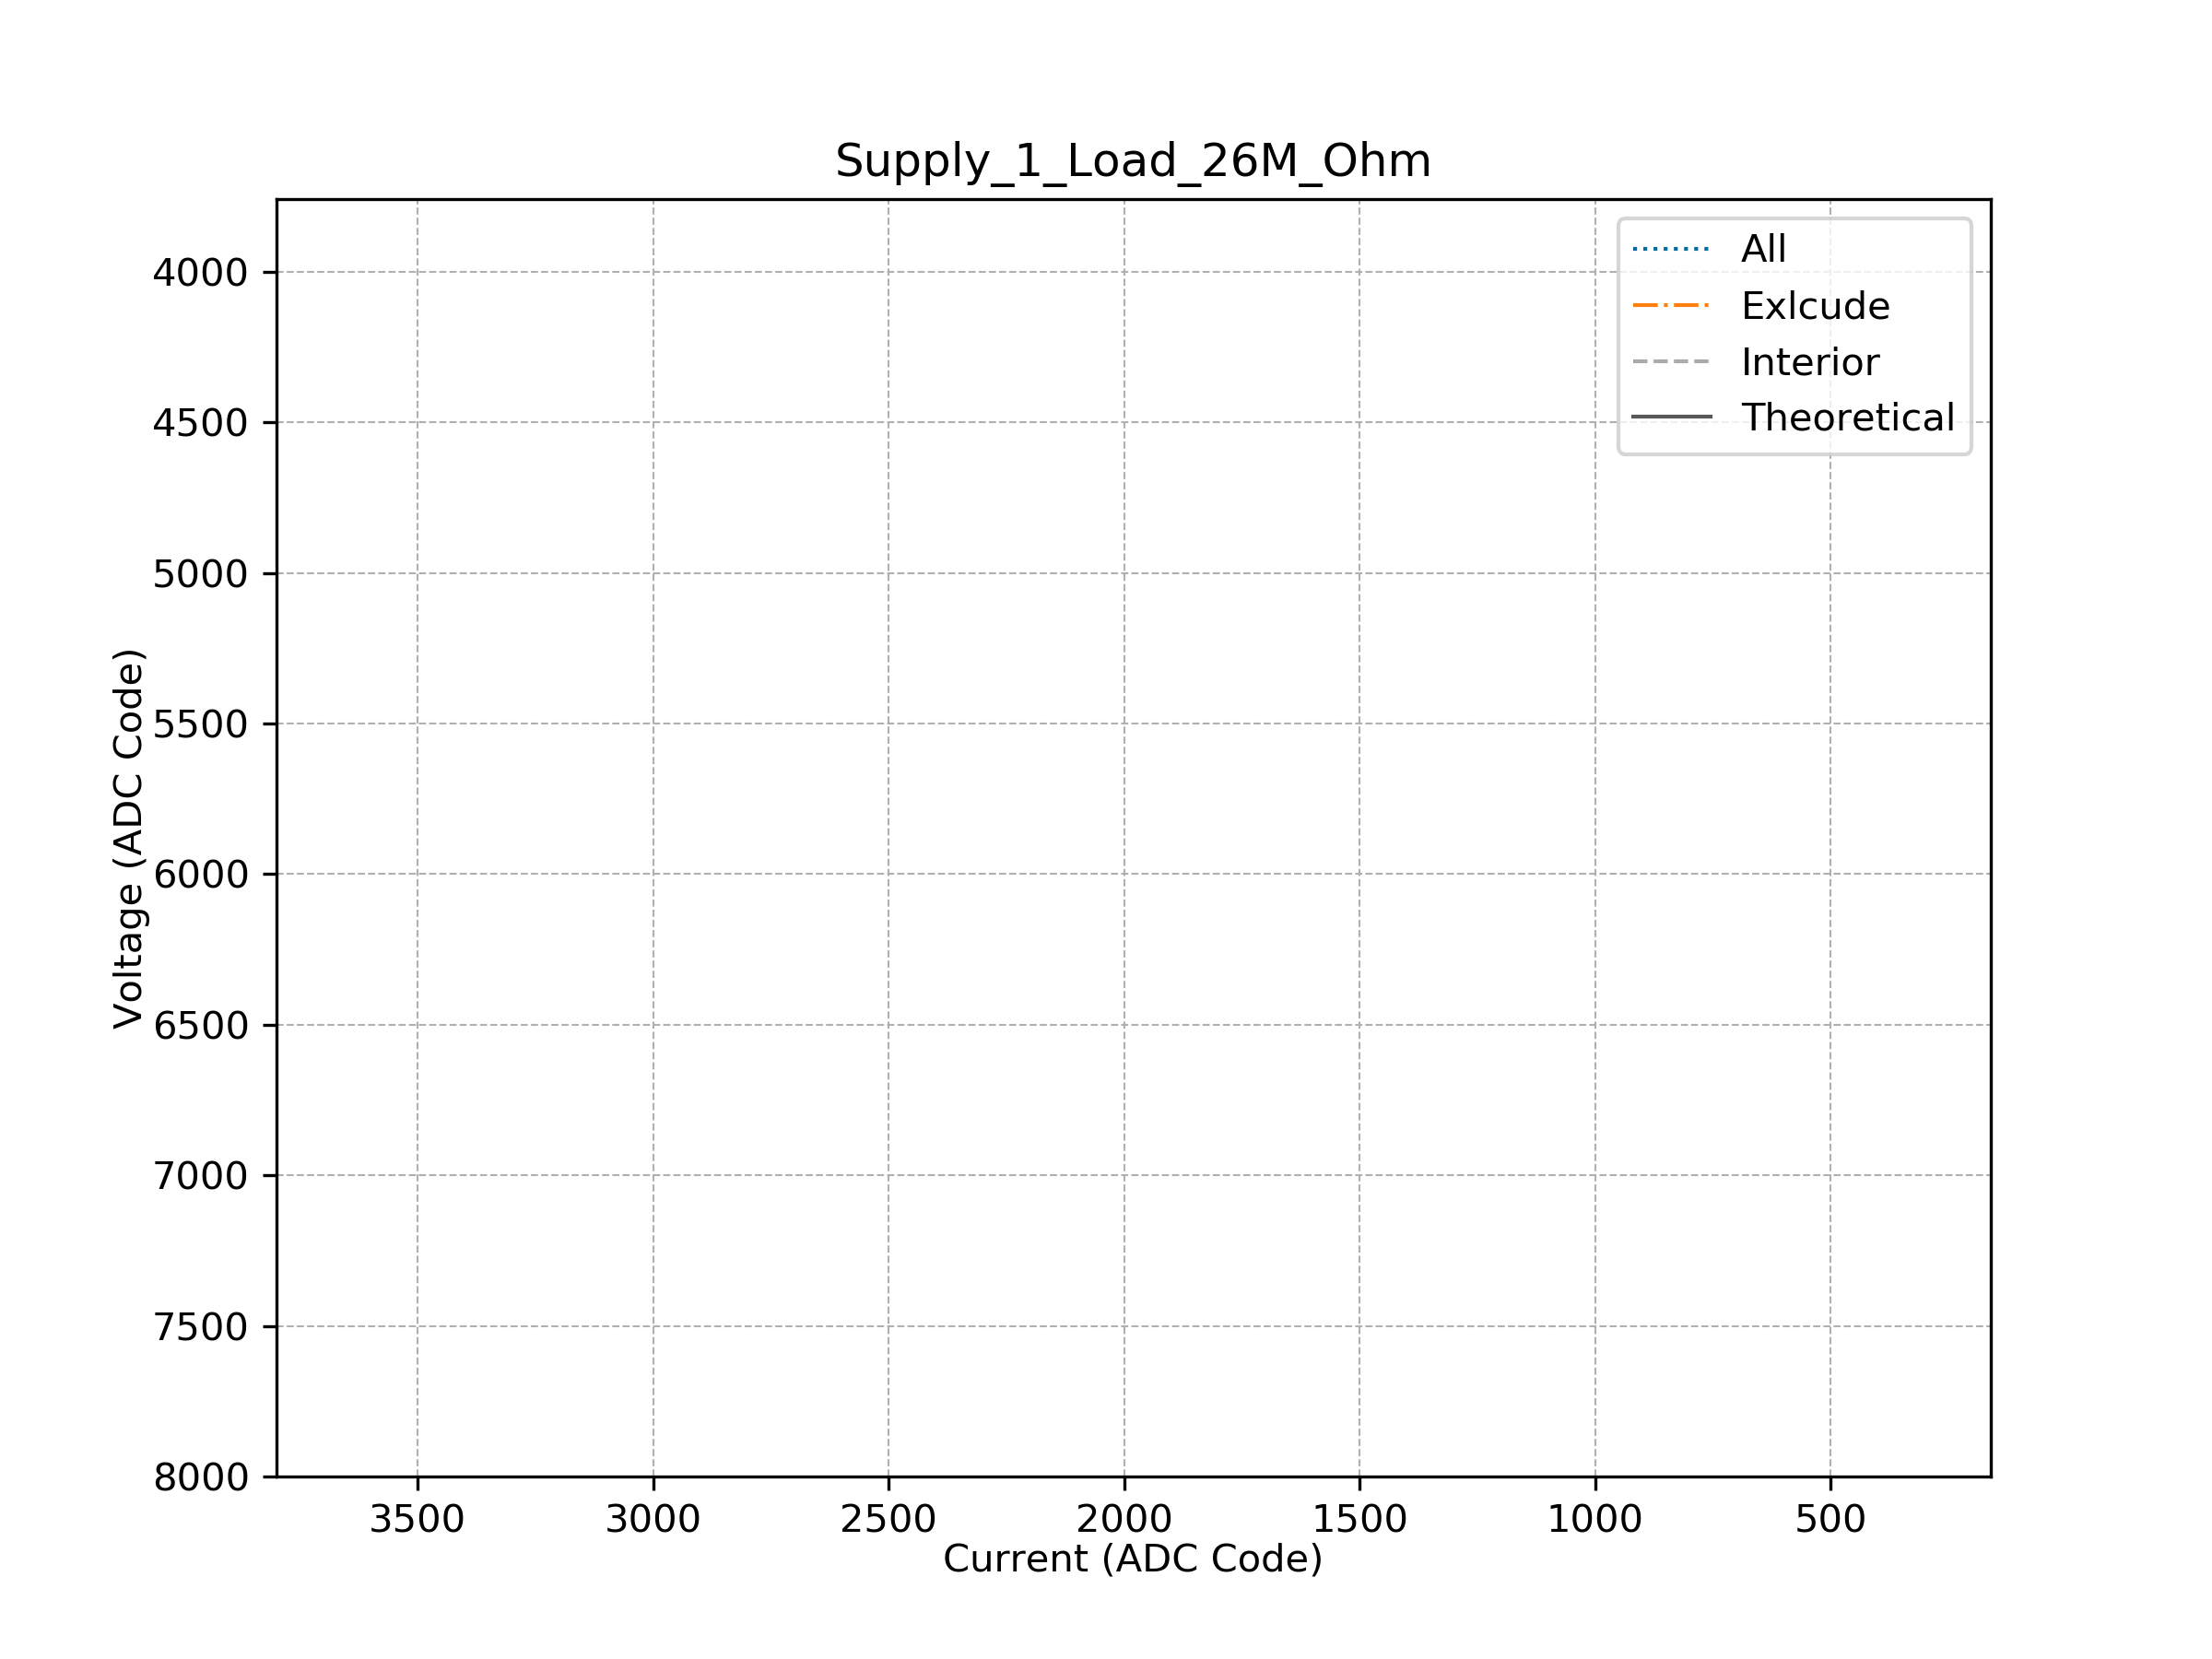 Supply_1_Load_26M_Ohm
All
Exlcude
Interior
Theoretical
4000
4500
5000
5500
6000
6500
7000
7500
8000
Voltage (ADC Code)
3500 3000 2500 2000 1500 1000 500
Current (ADC Code)